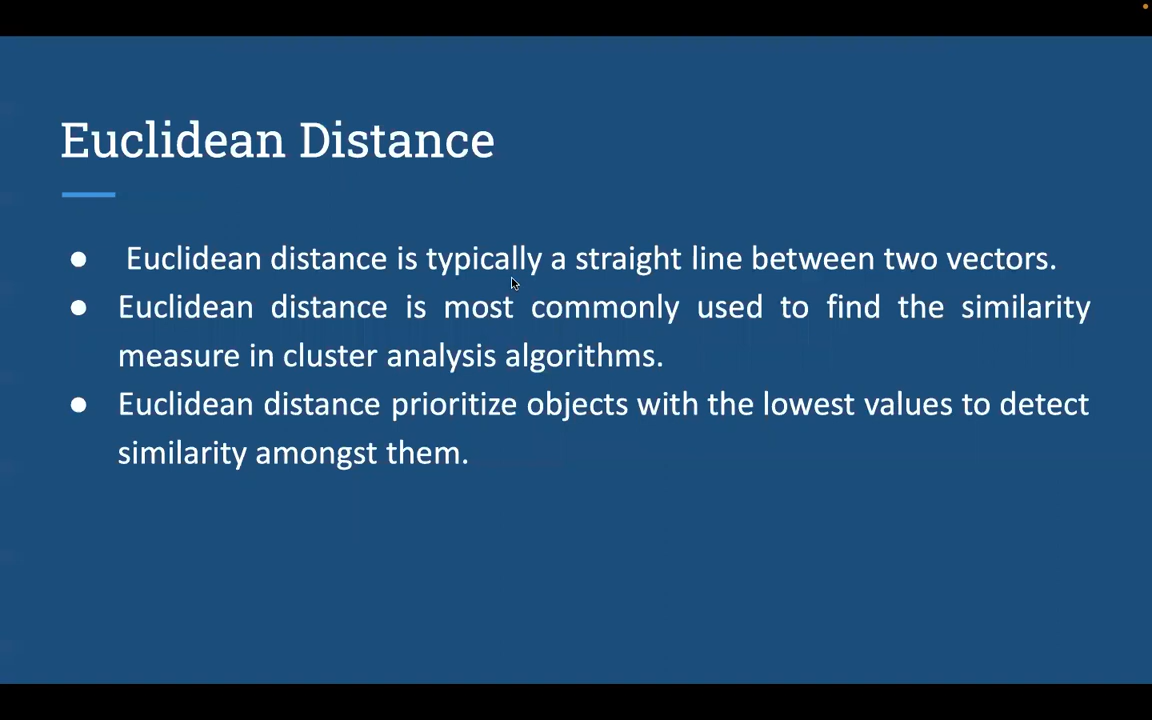 Euclidean Distance
● Euclidean distance is typically a straight line between two vectors.
● Euclidean distance is most commonly used to find the similarity
measure in cluster analysis algorithms.
● Euclidean distance prioritize objects with the lowest values to detect
similarity amongst them.